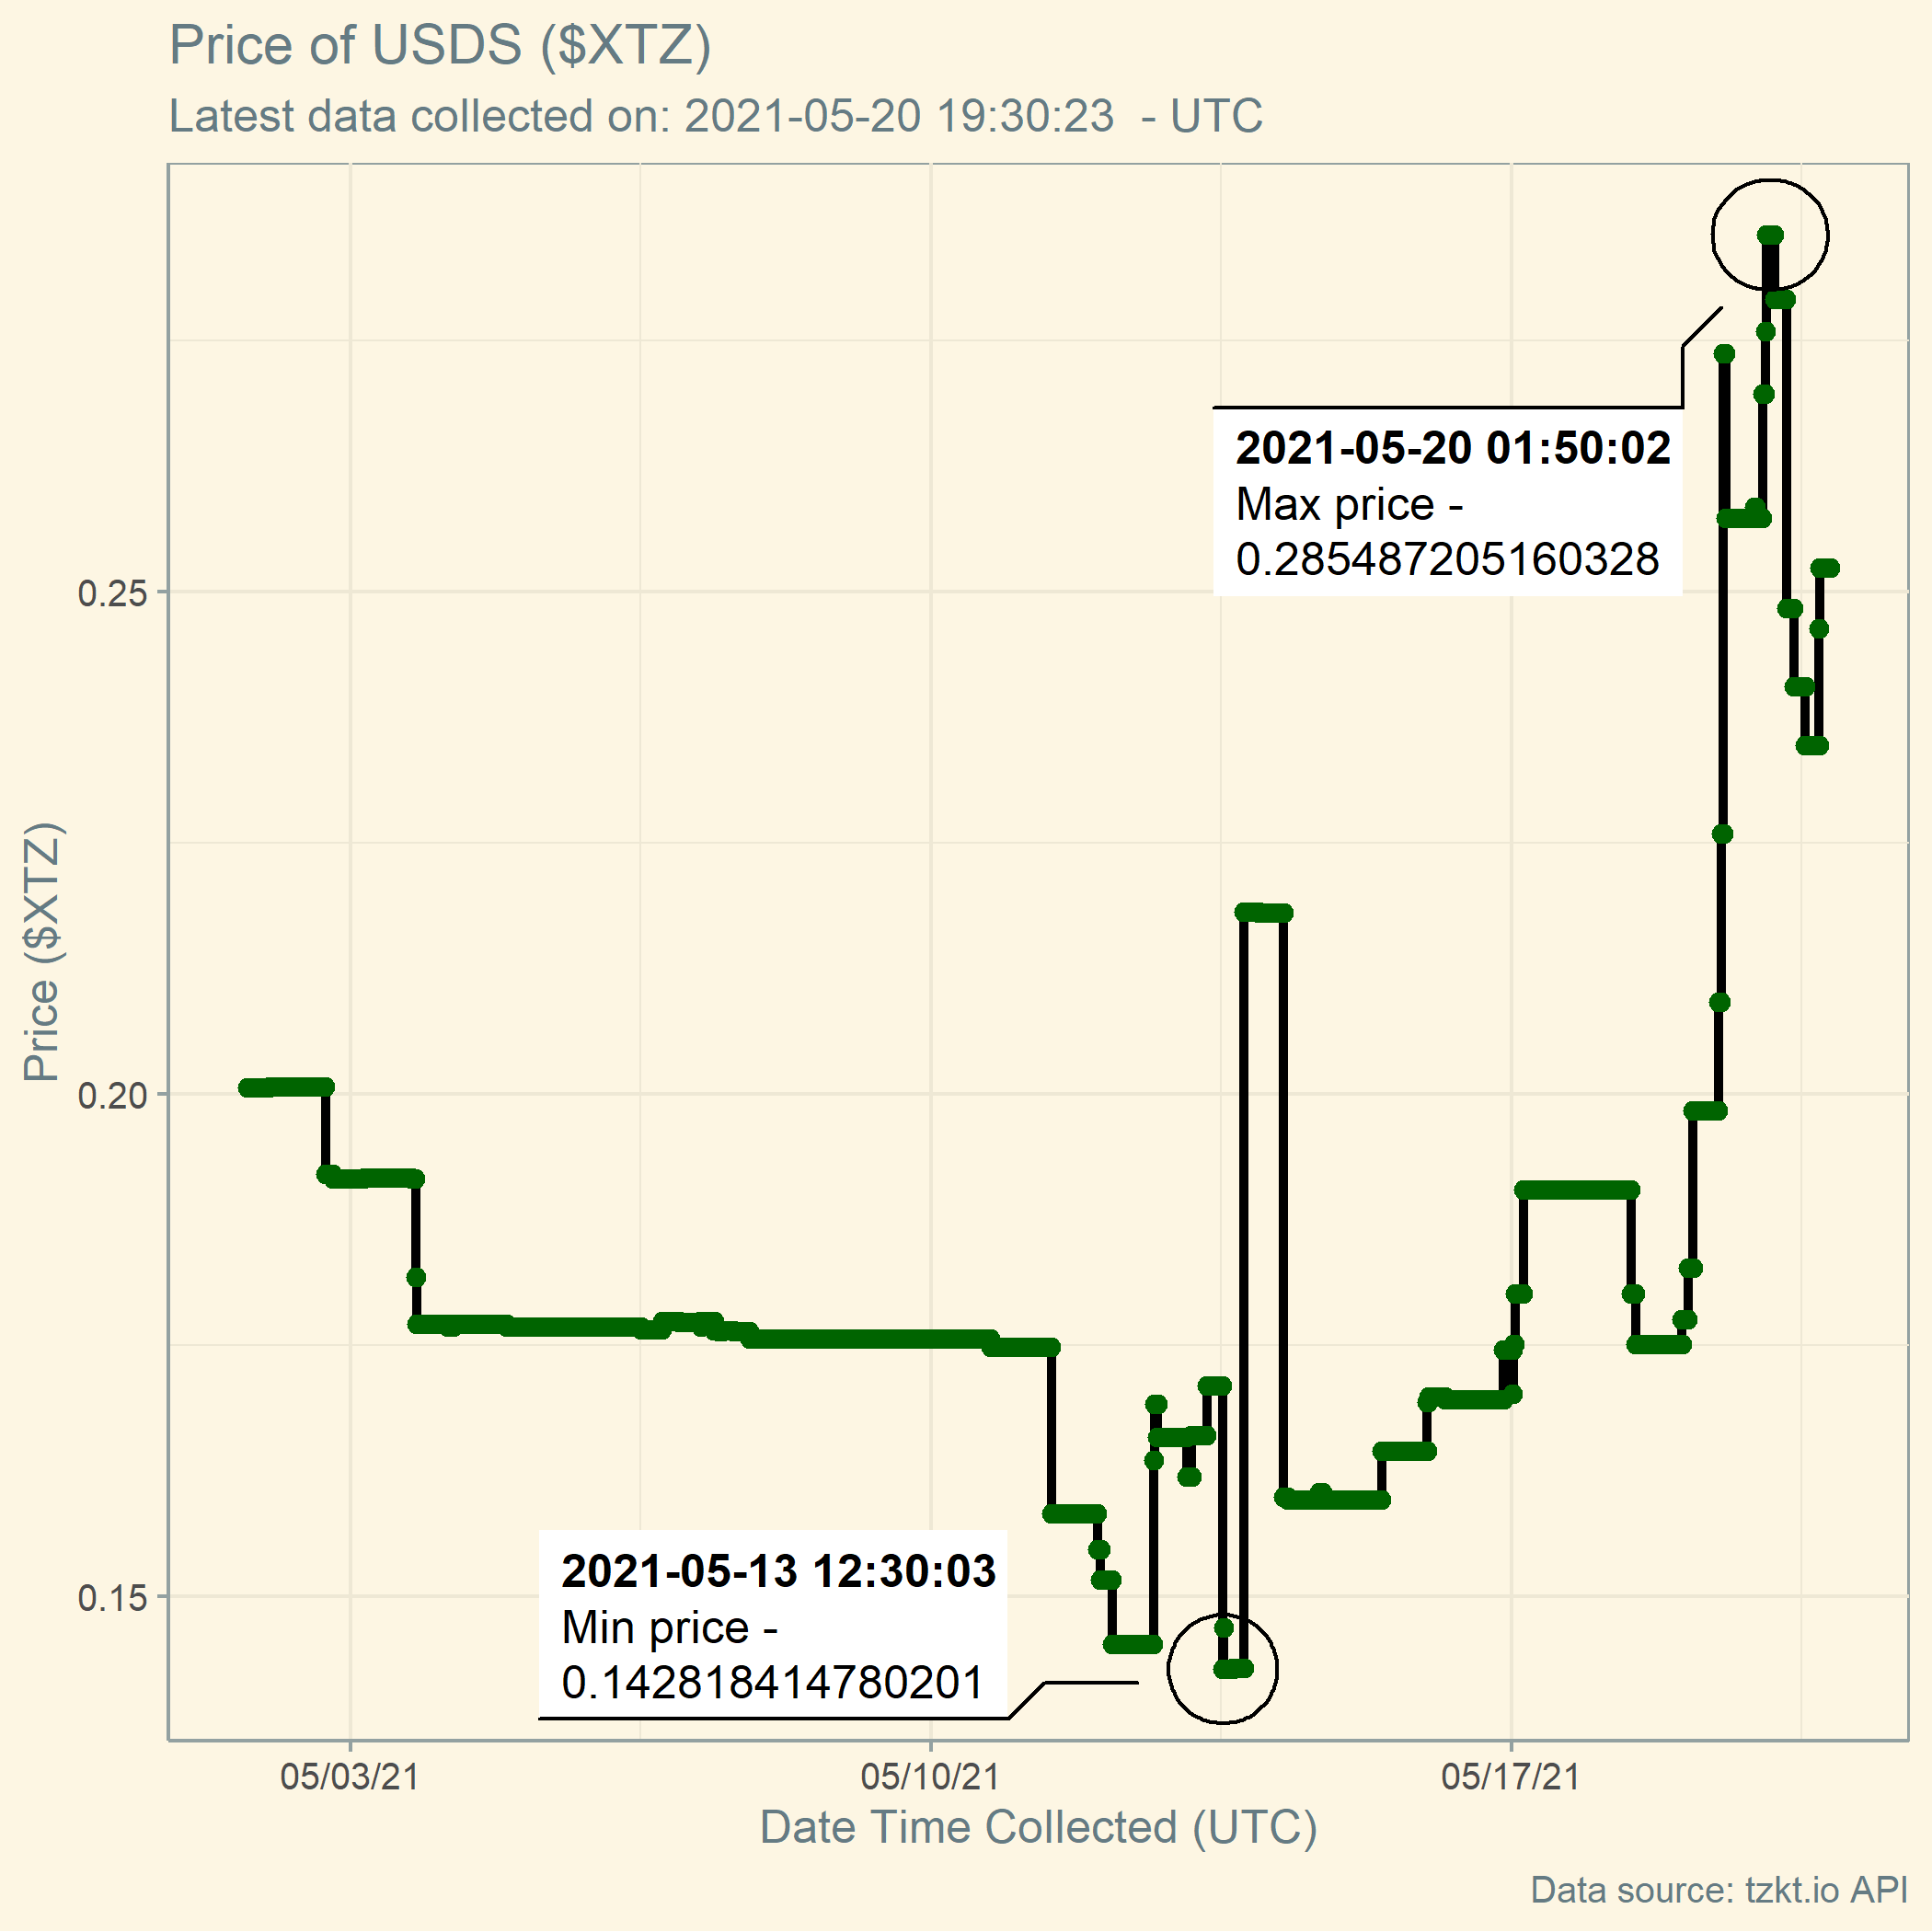 Price of USDS ($XTZ)
Latest data collected on: 2021-05-20 19:30:23  - UTC
2021-05-20 01:50:02
Max price -
0.285487205160328
0.25
Price ($XTZ)
0.20
0.15
2021-05-13 12:30:03
Min price -
0.142818414780201
05/03/21
05/10/21
05/17/21
Date Time Collected (UTC)
Data source: tzkt.io API